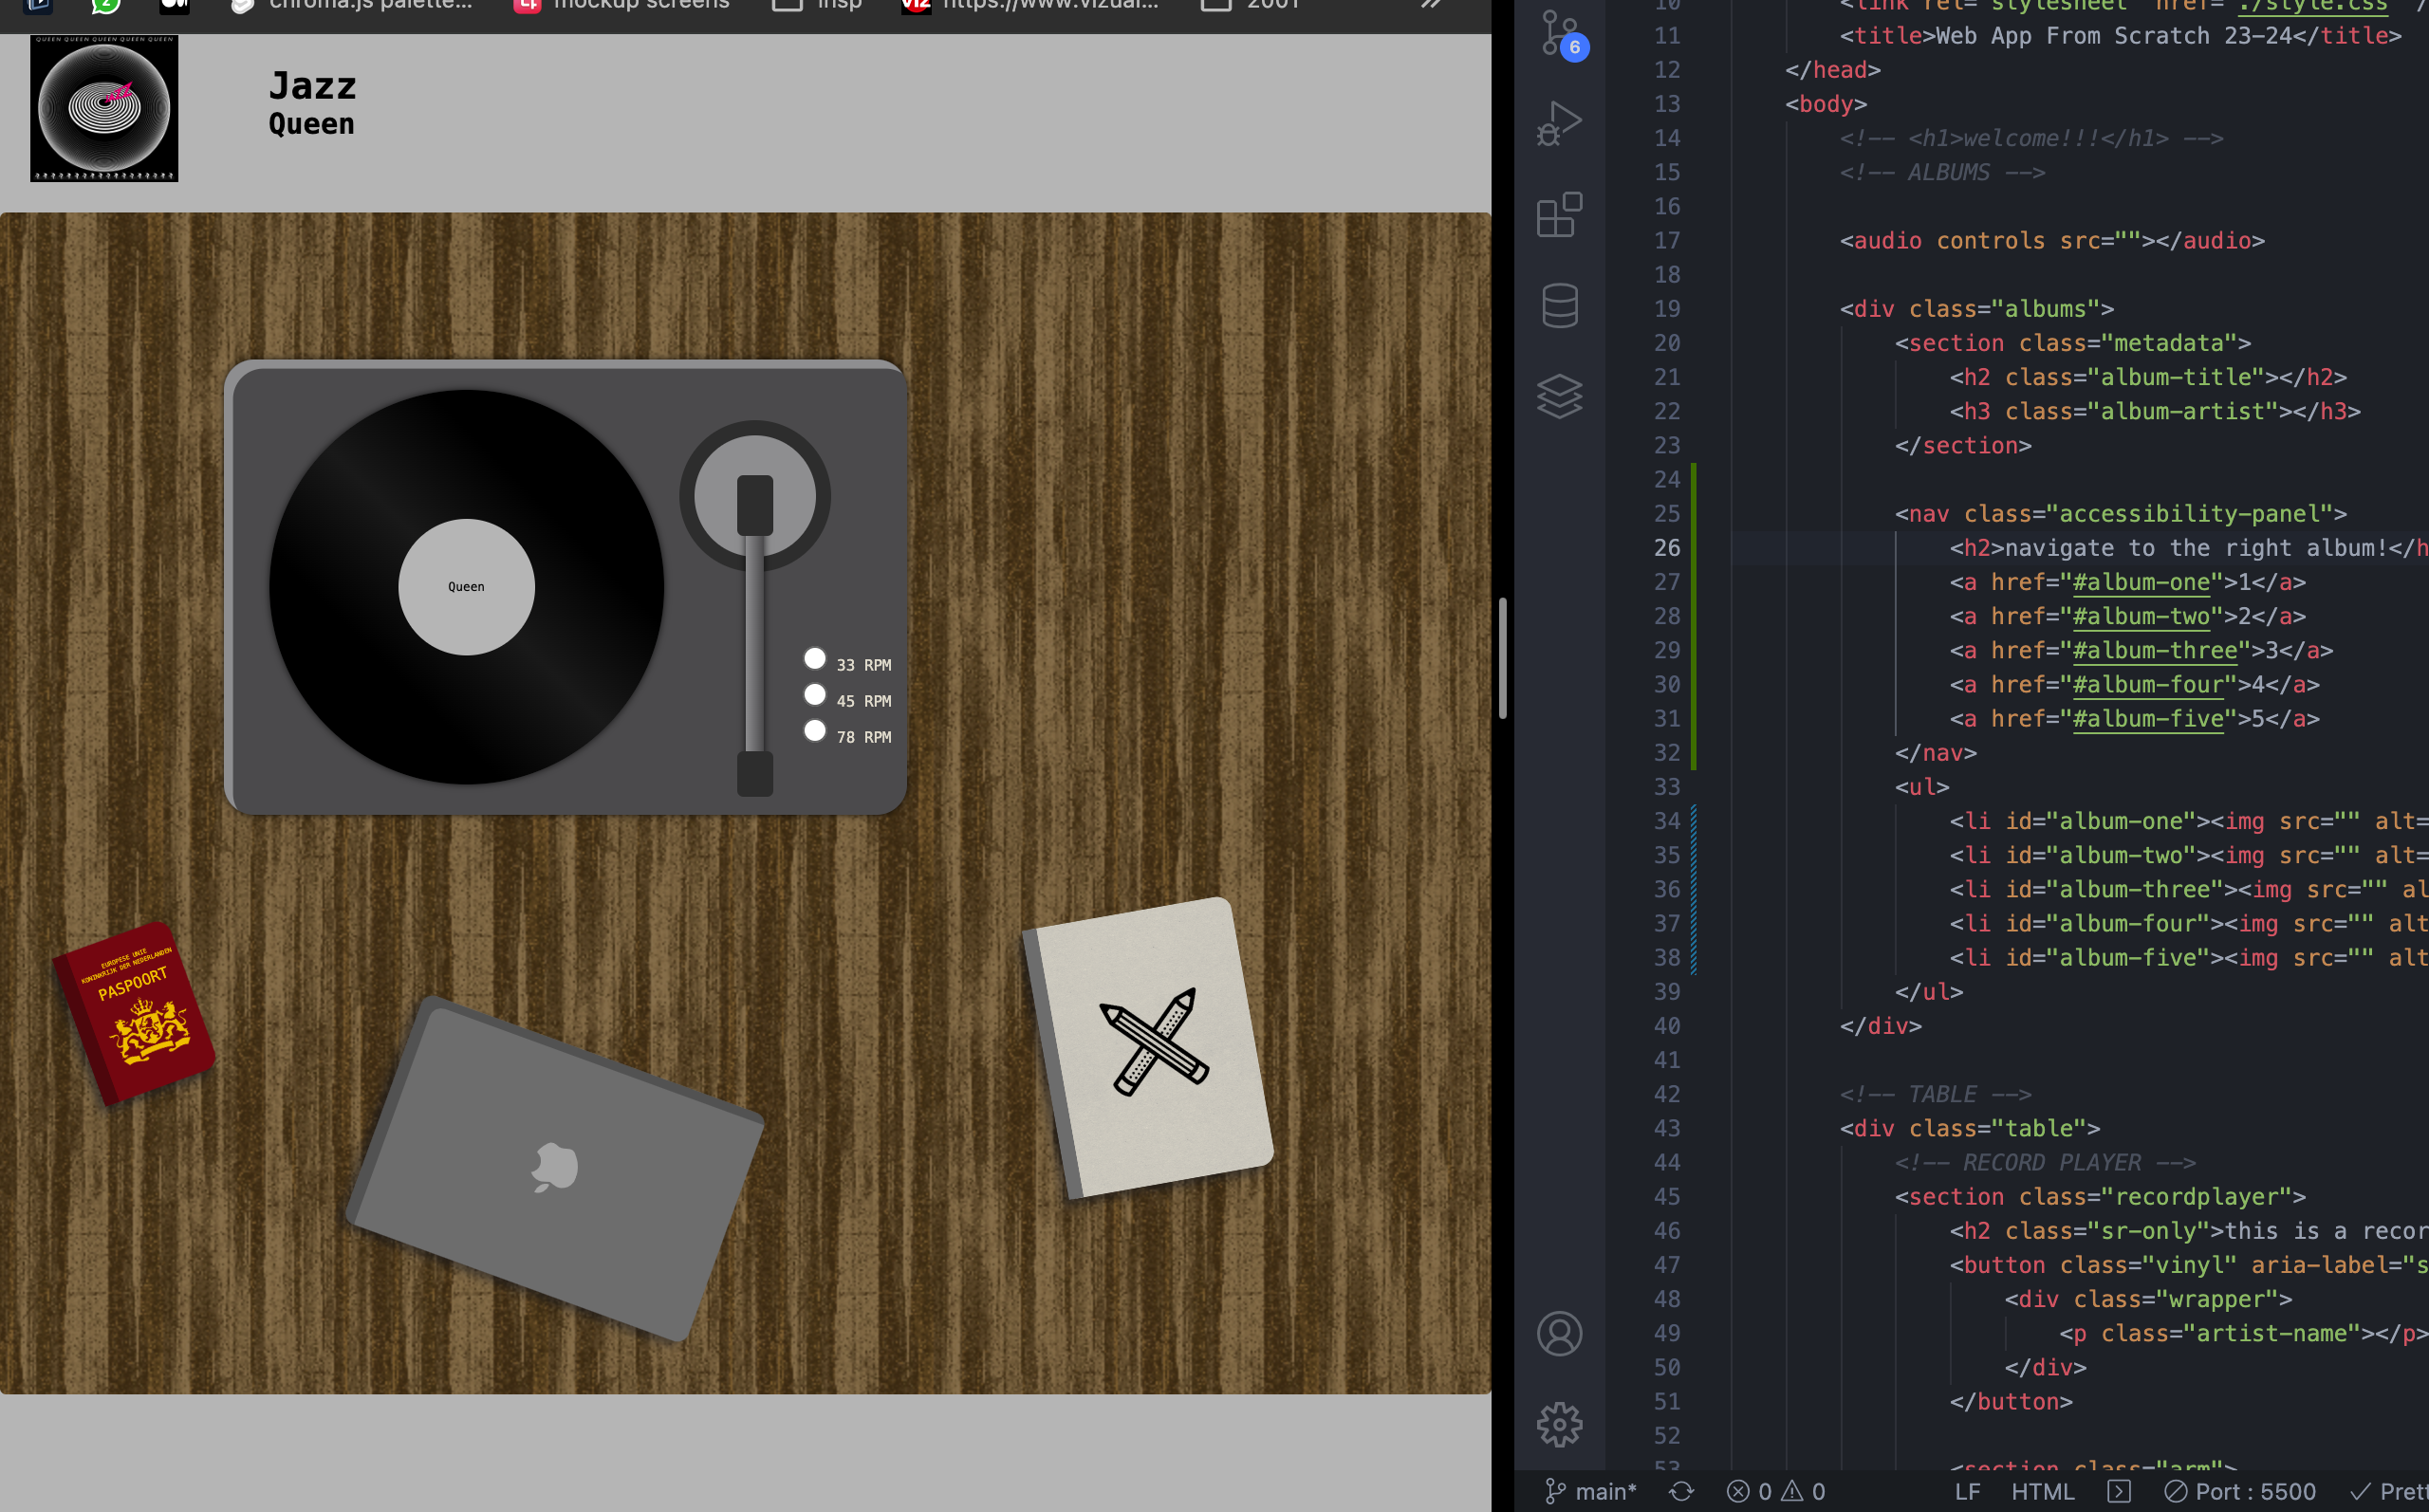 chroma.js palette...
mockup screens
insp
https://www.vizual...
2001
QUEEN QUEEN QUEEN QUEEN QUEEN QUEEN
Jazz
Queen
Queen
33 RPM
45 RPM
78 RPM
EUROPESE UNIE
KONINKRIJK DER NEDERLANDEN
PASPOORT
6
10 <link rel="stylesheet" href="./style.css" /
11 <title>Web App From Scratch 23-24</title>
12 </head>
13 <body>
14 <!-- <h1>welcome!!!</h1> -->
15 <!-- ALBUMS -->
16
17 <audio controls src=""></audio>
18
19 <div class="albums">
20 <section class="metadata">
21 <h2 class="album-title"></h2>
22 <h3 class="album-artist"></h3>
23 </section>
24
25 <nav class="accessibility-panel">
26 <h2>navigate to the right album!</h
27 <a href="#album-one">1</a>
28 <a href="#album-two">2</a>
29 <a href="#album-three">3</a>
30 <a href="#album-four">4</a>
31 <a href="#album-five">5</a>
32 </nav>
33 <ul>
34 <li id="album-one"><img src="" alt=
35 <li id="album-two"><img src="" alt=
36 <li id="album-three"><img src="" al
37 <li id="album-four"><img src="" alt
38 <li id="album-five"><img src="" alt
39 </ul>
40 </div>
41
42 <!-- TABLE -->
43 <div class="table">
44 <!-- RECORD PLAYER -->
45 <section class="recordplayer">
46 <h2 class="sr-only">this is a recor
47 <button class="vinyl" aria-label="s
48 <div class="wrapper">
49 <p class="artist-name"></p>
50 </div>
51 </button>
52
53 <section class="arm">
main* 0 0 LF HTML Port : 5500 Prett